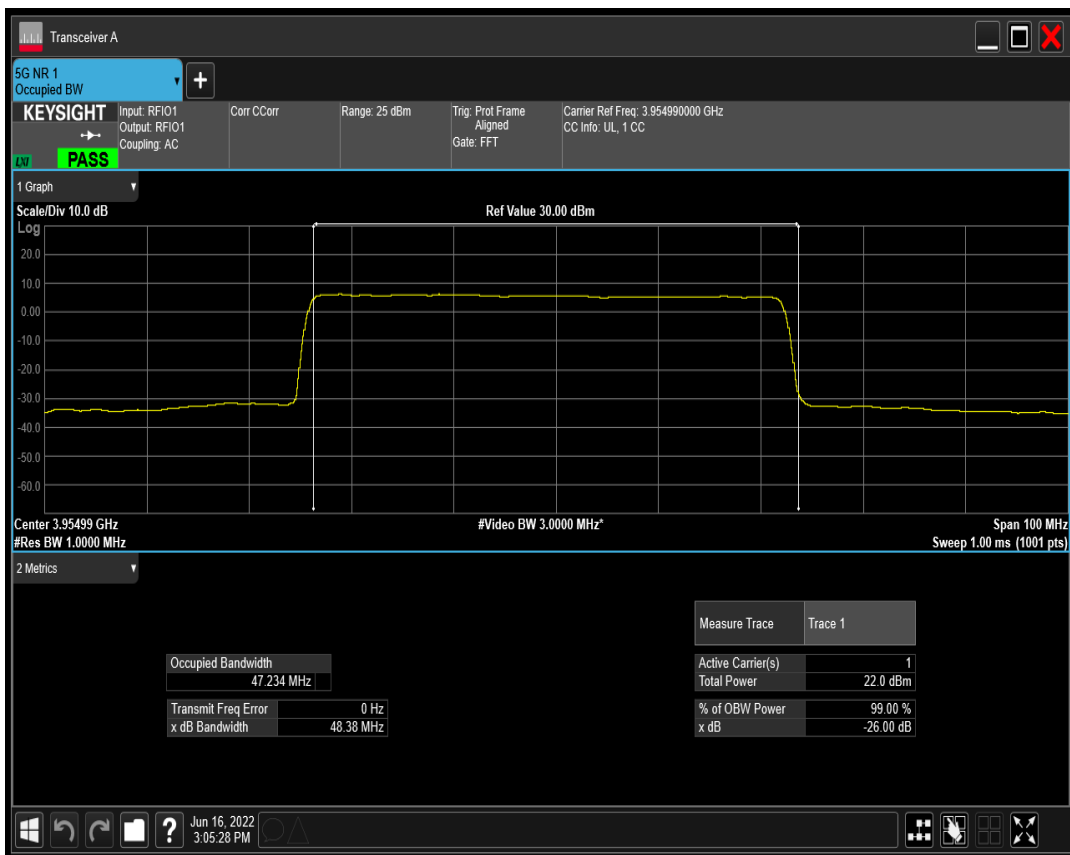 Transceiver A
5G NR 1
Occupied BW
+
KEYSIGHT
LXI
PASS
Input: RFIO1
Output: RFIO1
Coupling: AC
Corr CCorr
Range: 25 dBm
Trig: Prot Frame
Aligned
Gate: FFT
Carrier Ref Freq: 3.954990000 GHz
CC Info: UL, 1 CC
1 Graph
Scale/Div 10.0 dB
Ref Value 30.00 dBm
Log
20.0
10.0
0.00
-10.0
-20.0
-30.0
-40.0
-50.0
-60.0
Center 3.95499 GHz
#Video BW 3.0000 MHz*
Span 100 MHz
#Res BW 1.0000 MHz
Sweep 1.00 ms (1001 pts)
2 Metrics
Measure Trace Trace 1
Occupied Bandwidth
47.234 MHz
Active Carrier(s) 1
Total Power 22.0 dBm
Transmit Freq Error 0 Hz
x dB Bandwidth 48.38 MHz
% of OBW Power 99.00 %
x dB -26.00 dB
?
Jun 16, 2022
3:05:28 PM